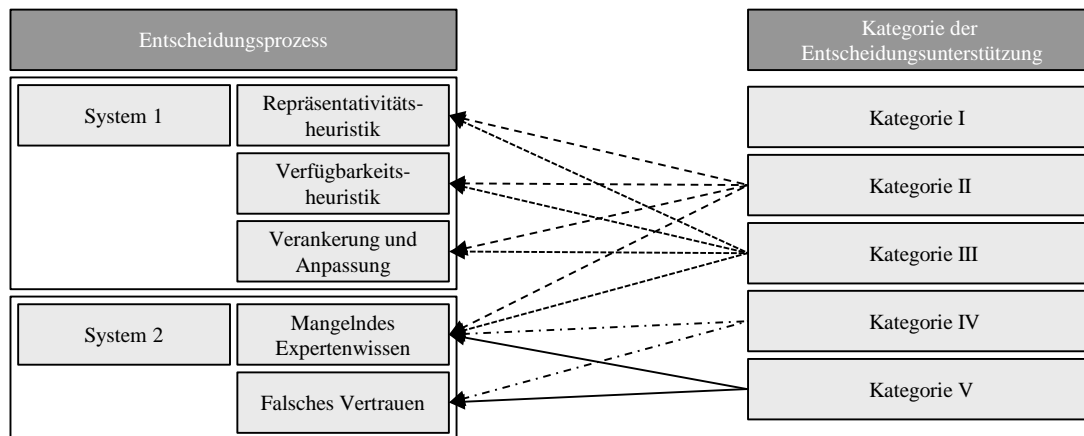 Entscheidungsprozess
Kategorie der
Entscheidungsunterstützung
System 1
Repräsentativitäts-
heuristik
Verfügbarkeits-
heuristik
Verankerung und
Anpassung
System 2
Mangelndes
Expertenwissen
Falsches Vertrauen
Kategorie I
Kategorie II
Kategorie III
Kategorie IV
Kategorie V